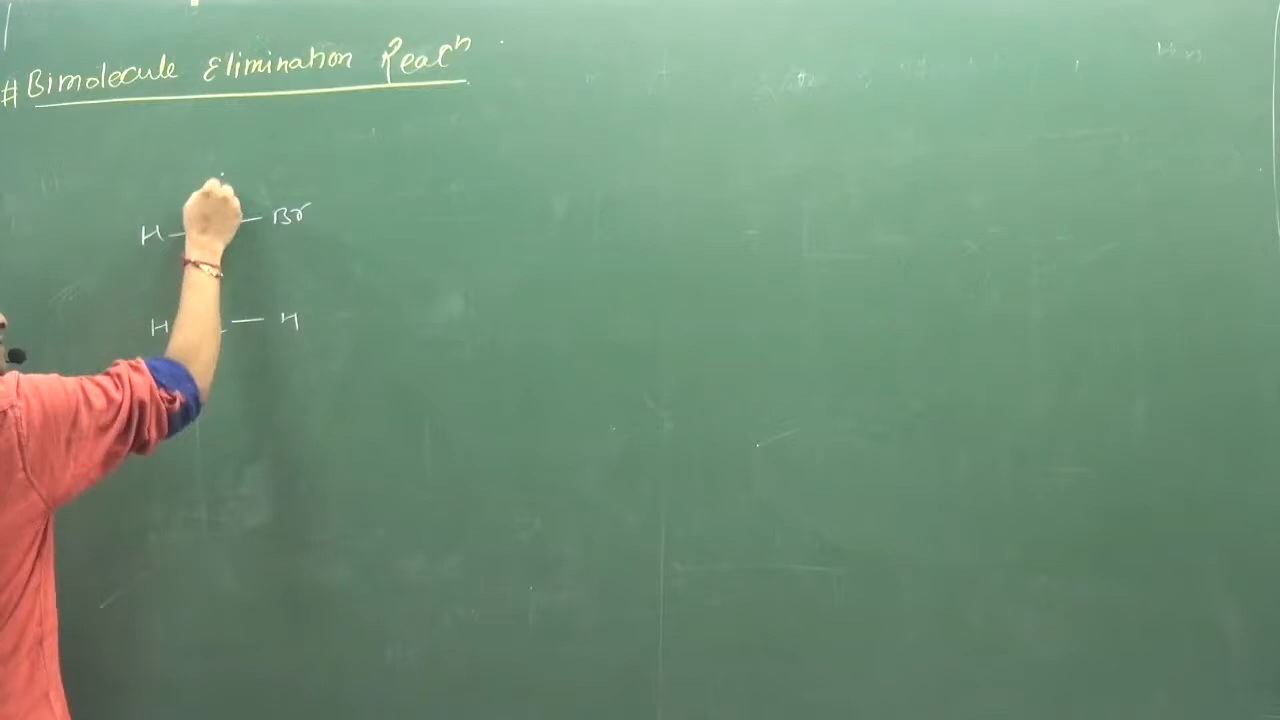 # Bimolecule Elimination Reacn
H — — Br
H — H